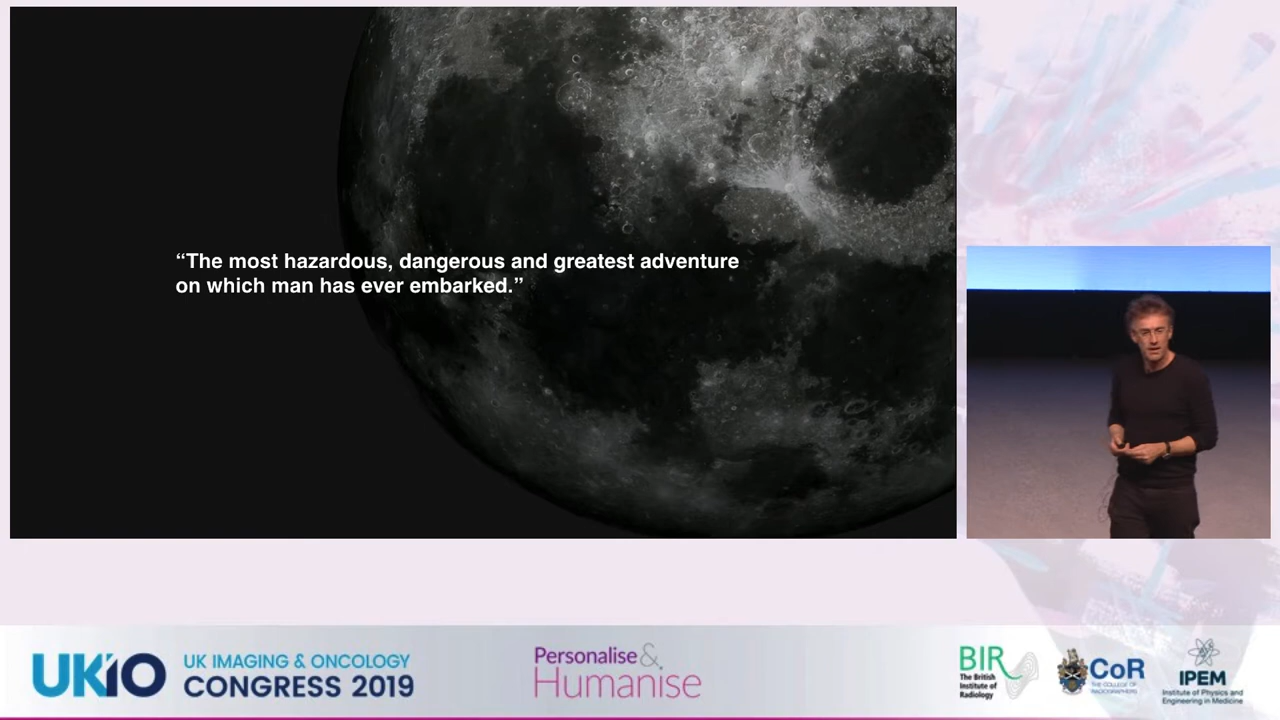 “The most hazardous, dangerous and greatest adventure
on which man has ever embarked.”
UKIO
UK IMAGING & ONCOLOGY
CONGRESS 2019
Personalise &
Humanise
BIR
The British
Institute of
Radiology
CoR
THE COLLEGE OF
RADIOGRAPHERS
IPEM
Institute of Physics and
Engineering in Medicine